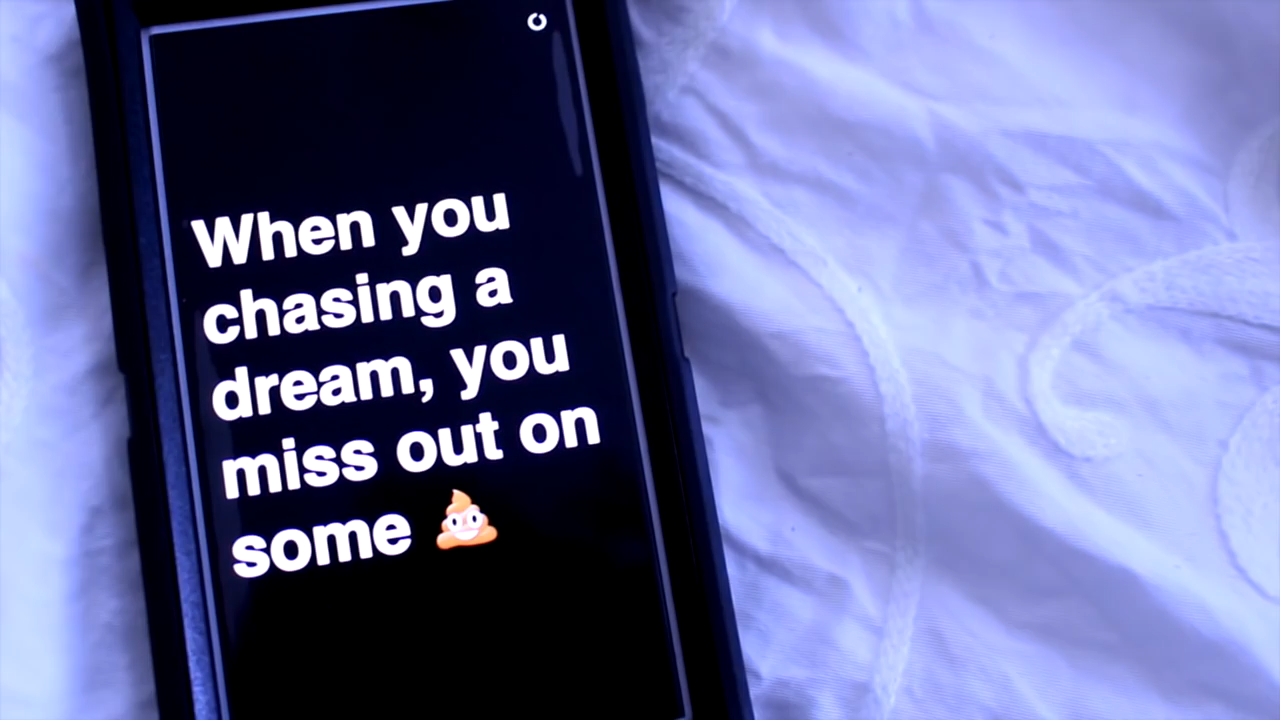 When you
chasing a
dream, you
miss out on
some 💩